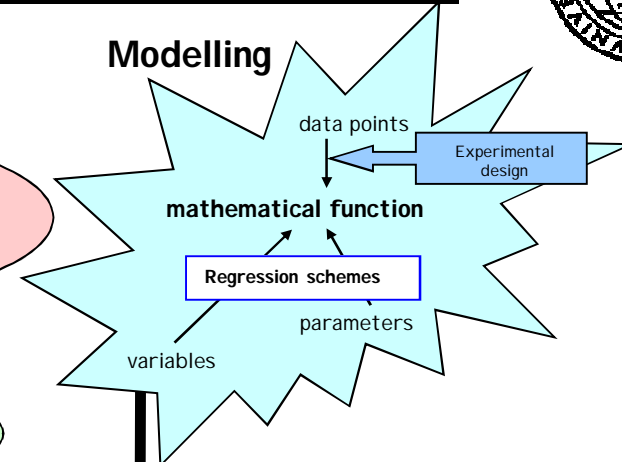 Modelling
data points
Experimental
design
mathematical function
Regression schemes
parameters
variables